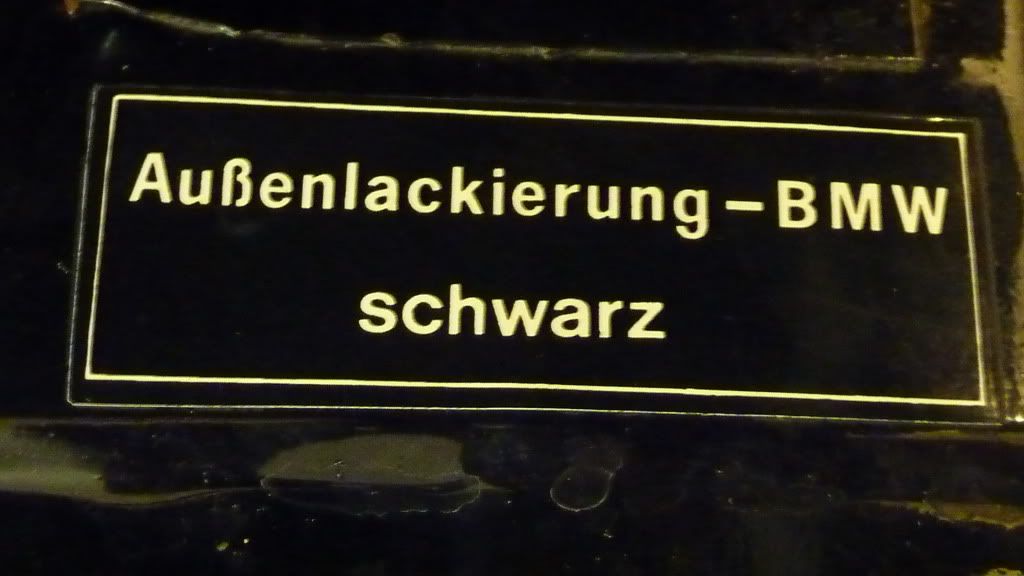 Außenlackierung – BMW
schwarz